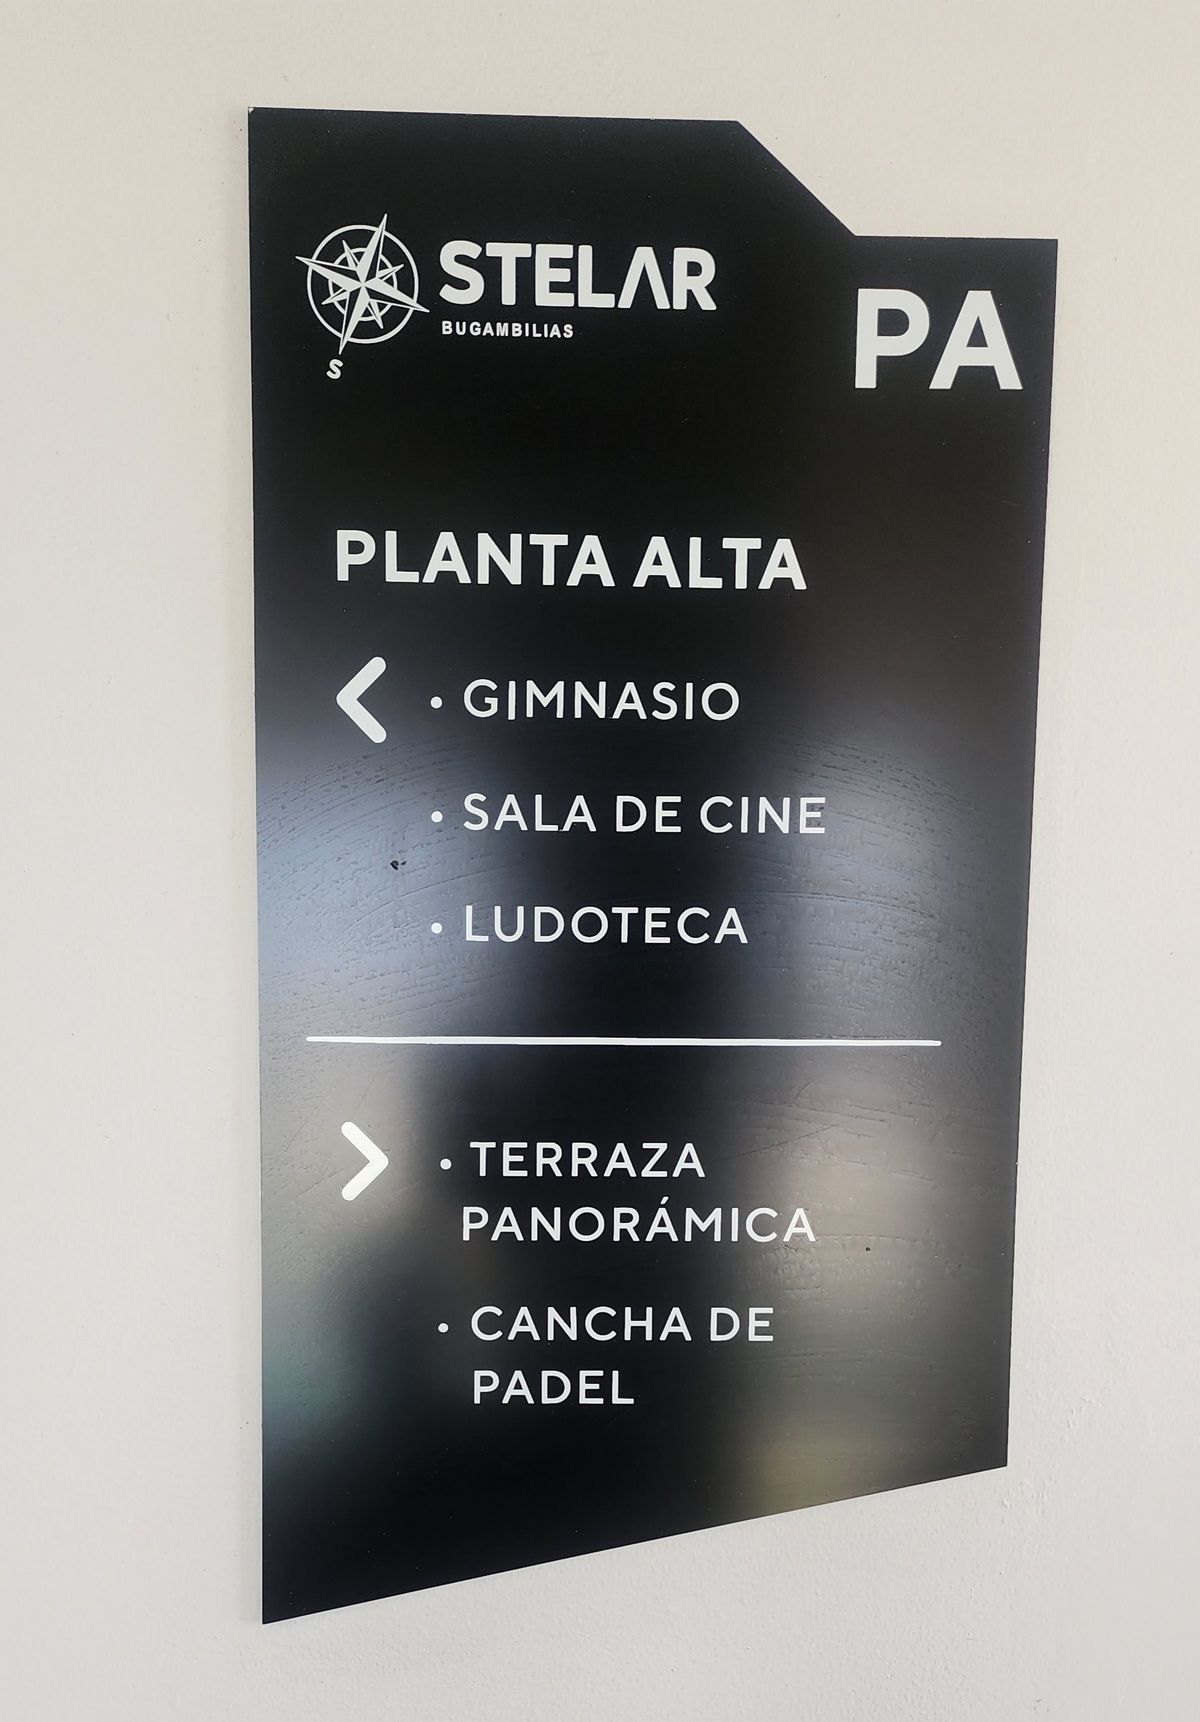 STELAR
BUGAMBILIAS
S
PA
PLANTA ALTA
• GIMNASIO
• SALA DE CINE
• LUDOTECA
• TERRAZA
PANORÁMICA
• CANCHA DE
PADEL